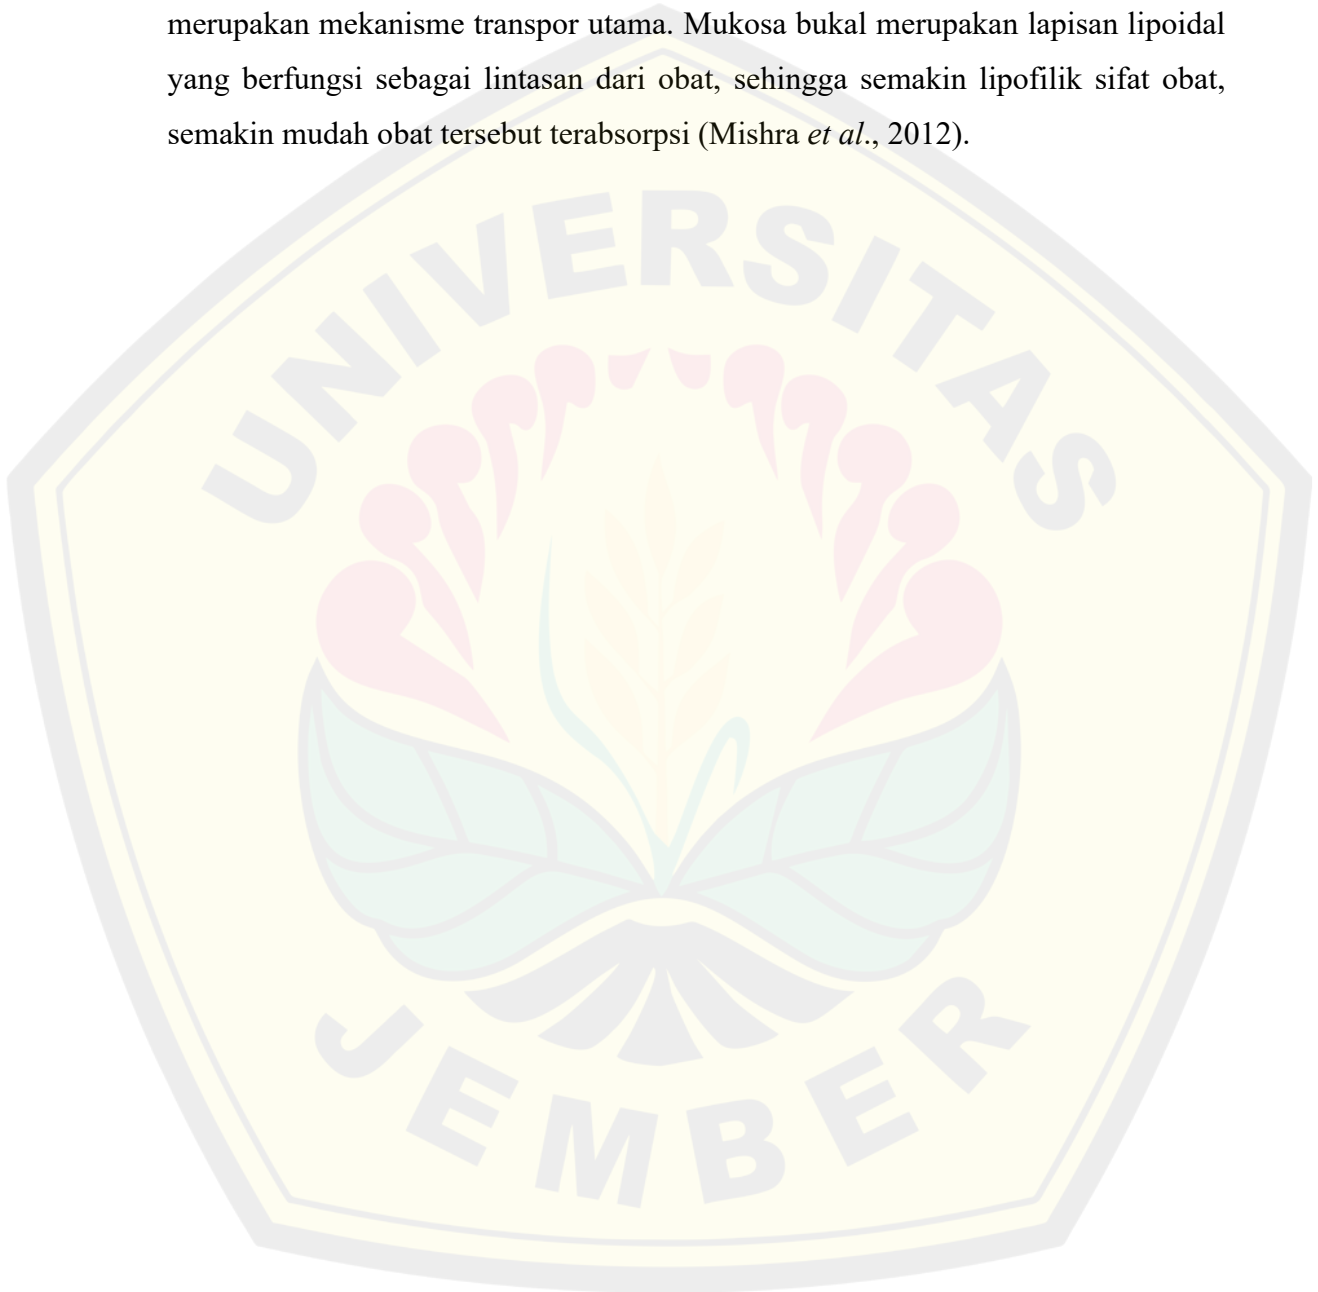 merupakan mekanisme transpor utama. Mukosa bukal merupakan lapisan lipoidal
yang berfungsi sebagai lintasan dari obat, sehingga semakin lipofilik sifat obat,
semakin mudah obat tersebut terabsorpsi (Mishra et al., 2012).
UNIVERSITAS
JEMBER